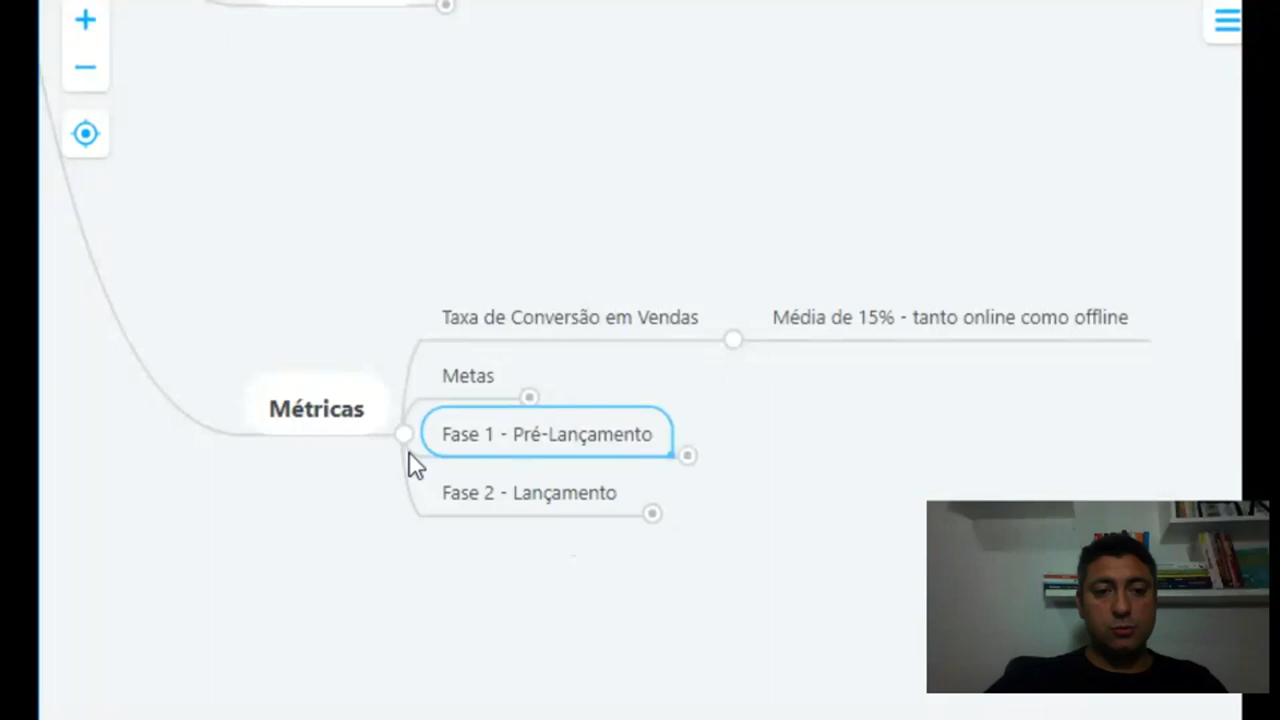 Taxa de Conversão em Vendas
Média de 15% - tanto online como offline
Metas
Métricas
Fase 1 - Pré-Lançamento
Fase 2 - Lançamento